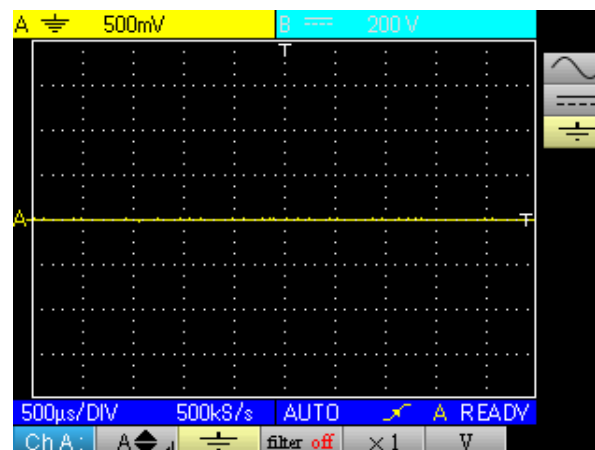 A 500mV B 200 V
T
A T
500µs/DIV 500kS/s AUTO A READY
Ch A: A filter off ×1 V